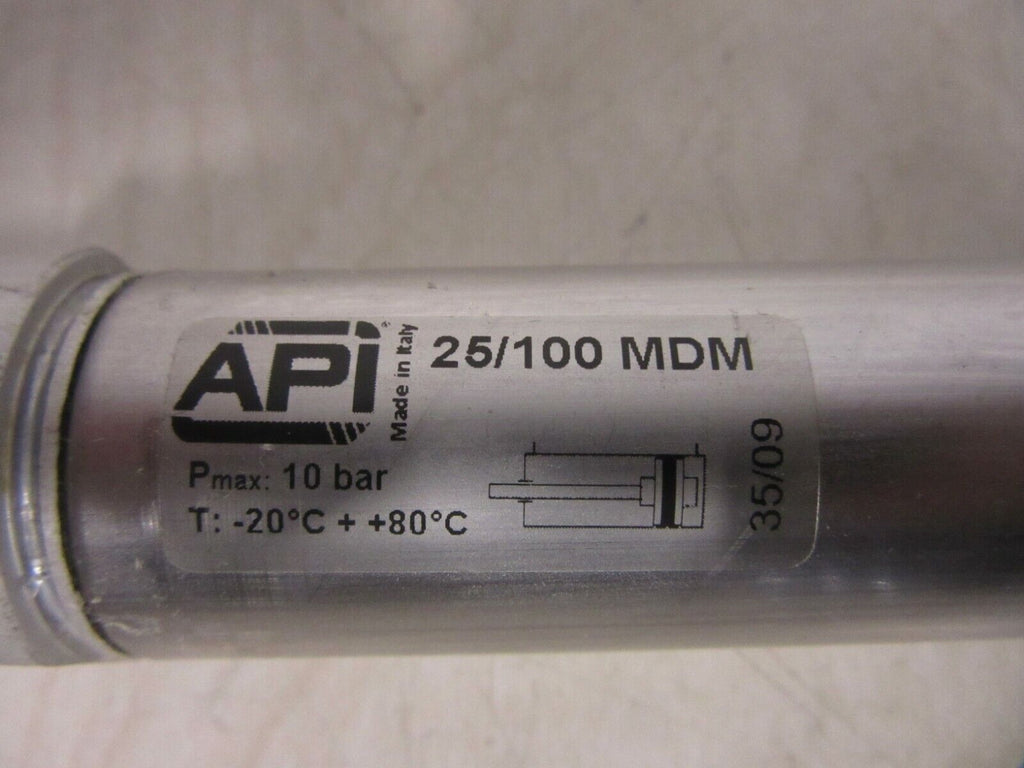 API®
Made in Italy
25/100 MDM
Pmax: 10 bar
T: -20°C + +80°C
35/09